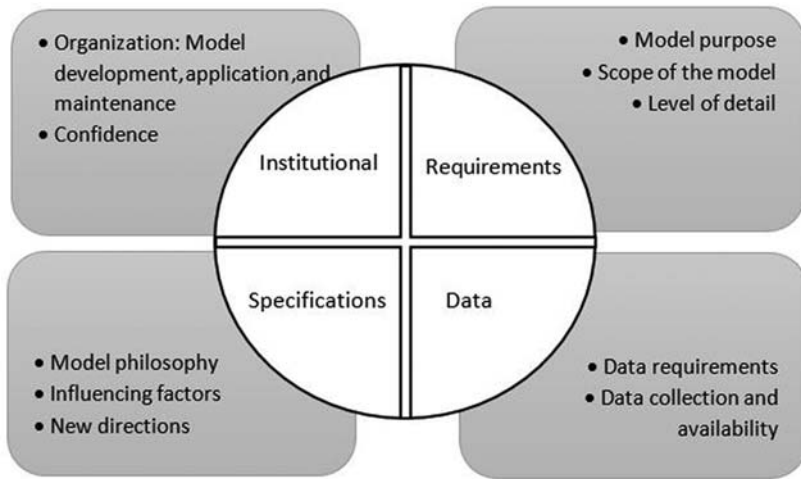 • Organization: Model
development,application,and
maintenance
• Confidence
• Model purpose
• Scope of the model
• Level of detail
Institutional
Requirements
Specifications
Data
• Model philosophy
• Influencing factors
• New directions
• Data requirements
• Data collection and
availability